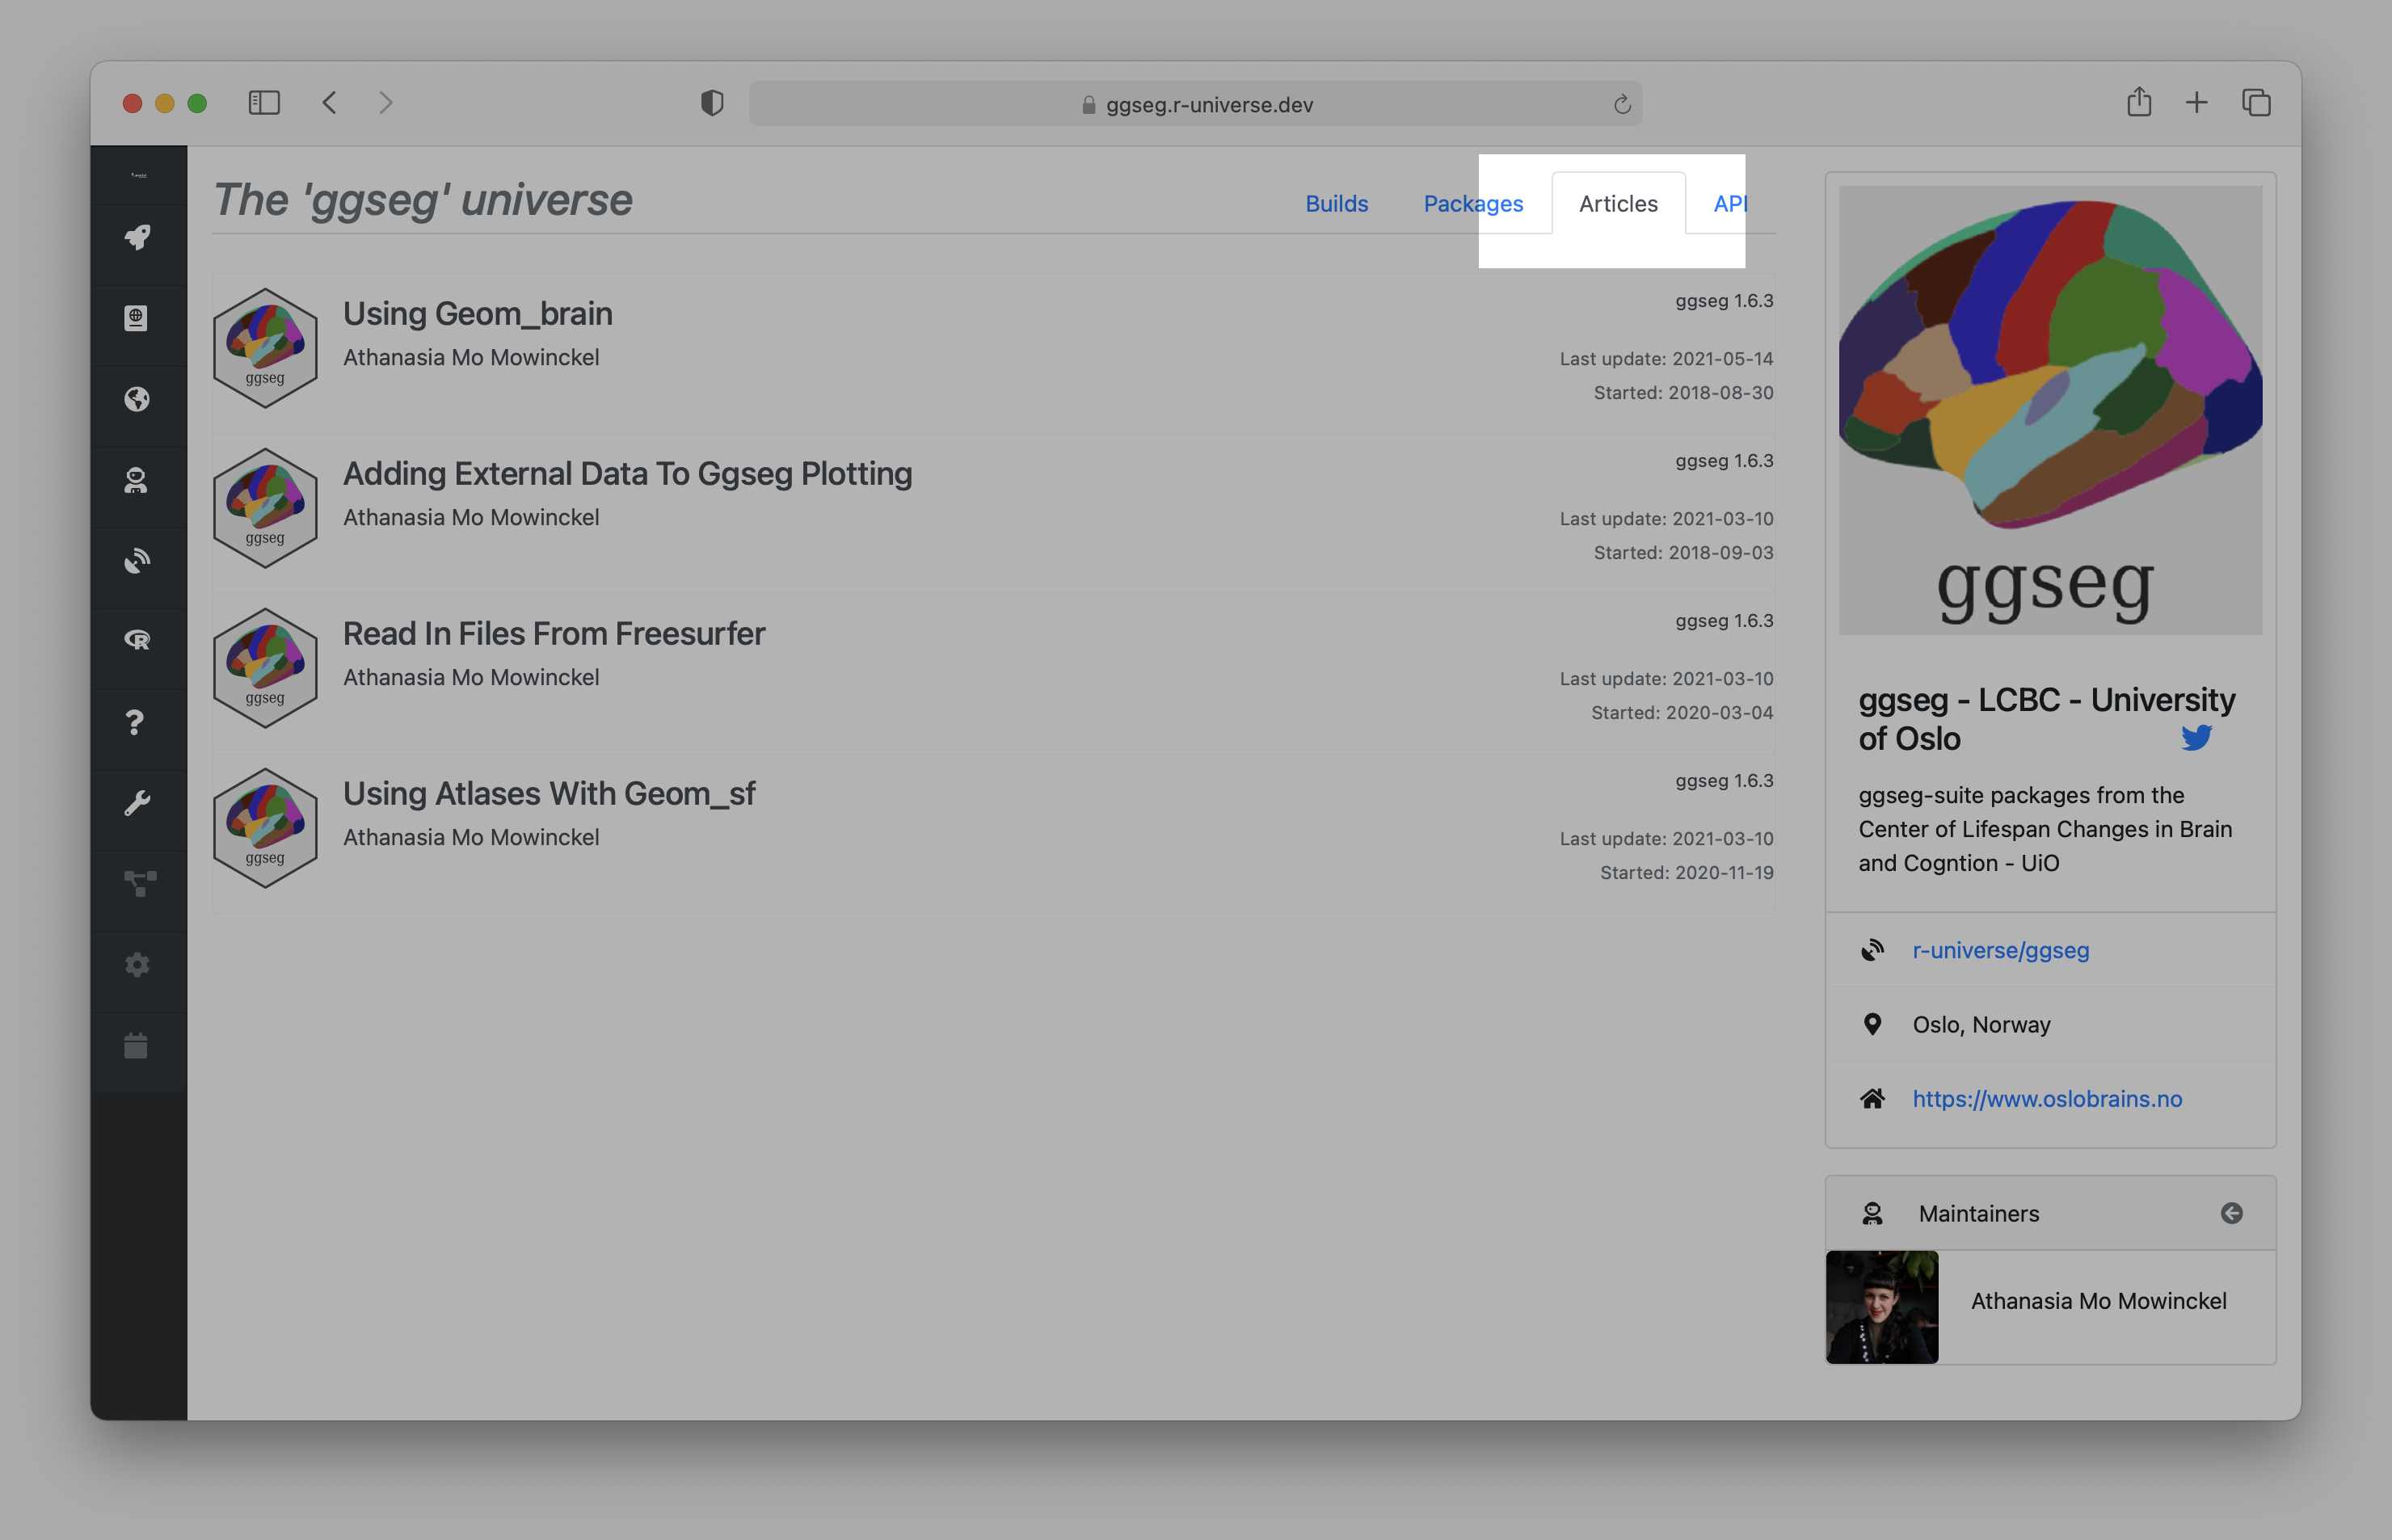 ggseg.r-universe.dev
The 'ggseg' universe
Builds
Packages
Articles
API
Using Geom_brain
Athanasia Mo Mowinckel
ggseg 1.6.3
Last update: 2021-05-14
Started: 2018-08-30
ggseg
Adding External Data To Ggseg Plotting
Athanasia Mo Mowinckel
ggseg 1.6.3
Last update: 2021-03-10
Started: 2018-09-03
ggseg
Read In Files From Freesurfer
Athanasia Mo Mowinckel
ggseg 1.6.3
Last update: 2021-03-10
Started: 2020-03-04
ggseg
Using Atlases With Geom_sf
Athanasia Mo Mowinckel
ggseg 1.6.3
Last update: 2021-03-10
Started: 2020-11-19
ggseg
ggseg
ggseg - LCBC - University
of Oslo
ggseg-suite packages from the
Center of Lifespan Changes in Brain
and Cogntion - UiO
r-universe/ggseg
Oslo, Norway
https://www.oslobrains.no
Maintainers
Athanasia Mo Mowinckel